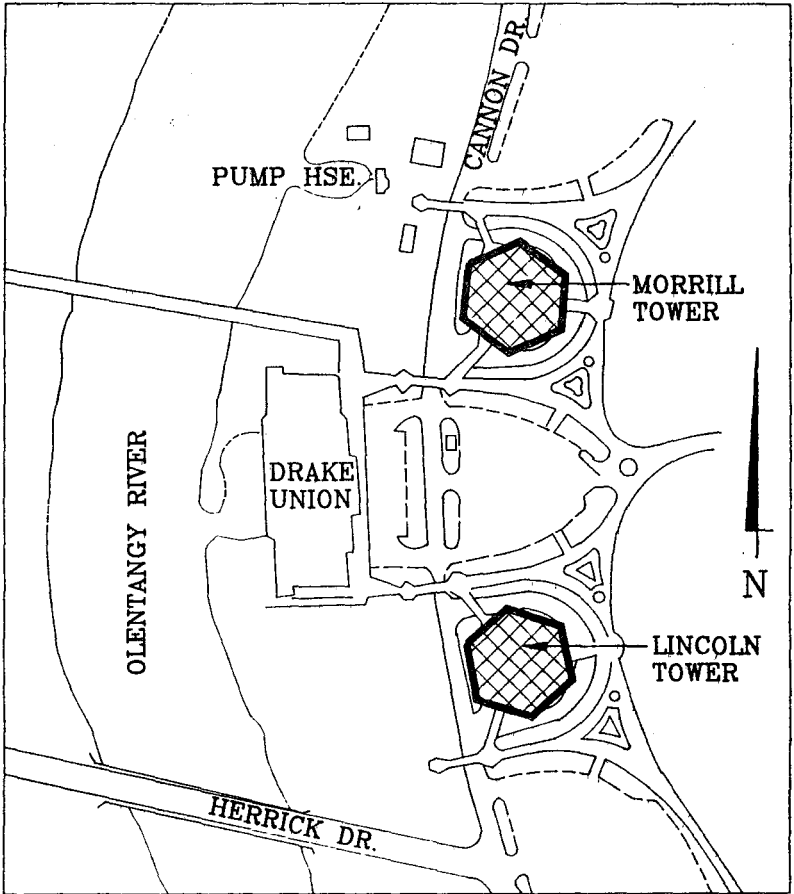 CANNON DR.
PUMP HSE.
MORRILL
TOWER
DRAKE
UNION
OLENTANGY RIVER
N
LINCOLN
TOWER
HERRICK DR.